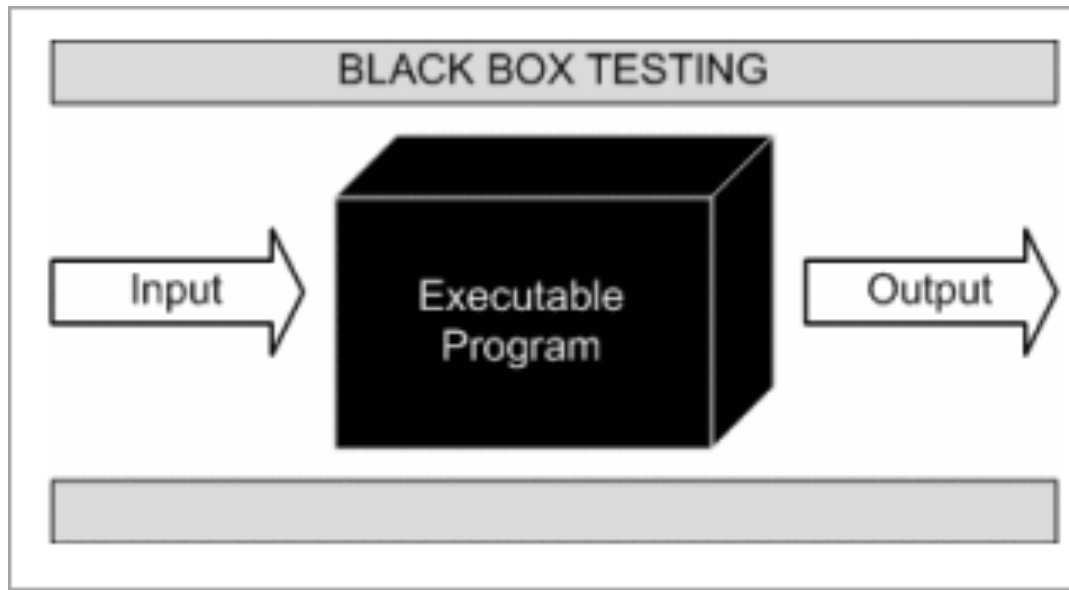 BLACK BOX TESTING
Input
Executable
Program
Output